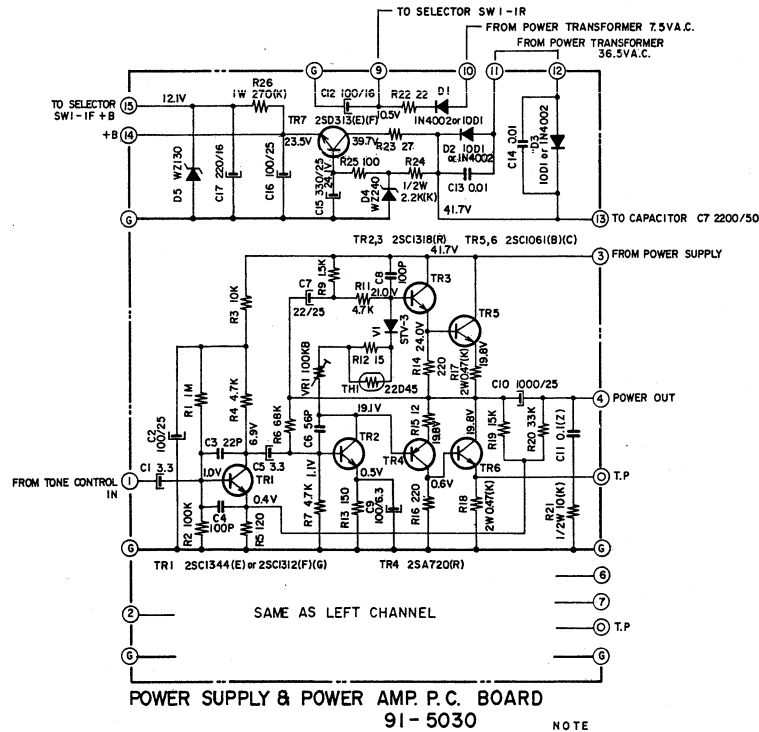 TO SELECTOR SW1-1R
FROM POWER TRANSFORMER 7.5VA.C.
FROM POWER TRANSFORMER
36.5VA.C.
G
9
10
11
12
TO SELECTOR
SW1-1F +B
15
12.1V
R26
1W 270(K)
C12 100/16
10.5V
R22 22
D1
1N4002 or 10D1
+B
14
TR7 2SD313(E)(F)
23.5V
39.7V
R23 27
D2 10D1
or 1N4002
C14 0.01
D3
10D1 or 1N4002
D5 WZ130
C17 220/16
C16 100/25
C15 330/25
24.1V
R25 100
D4
WZ240
R24
1/2W
2.2K(K)
C13 0.01
41.7V
G
13
TO CAPACITOR C7 2200/50
TR2,3 2SC1318(R)
TR5,6 2SC1061(B)(C)
41.7V
3
FROM POWER SUPPLY
R3 10K
C7
22/25
R9 1.5K
R11
4.7K
C8
100P
21.0V
TR3
V1
STV-3
24.0V
TR5
19.8V
R1 1M
R4 4.7K
VR1 100KB
R12 15
TH1
22D45
R14
220
R17
2W 0.47(K)
C10 1000/25
4
POWER OUT
C2
100/25
C3 22P
6.9V
R6 68K
C6 56P
19.1V
R15 12
19.8V
19.8V
R19 15K
R20 33K
C11 0.1(Z)
FROM TONE CONTROL
IN
1
C1 3.3
1.0V
TR1
C5 3.3
1.1V
TR2
TR4
TR6
0.5V
0.6V
T.P
R2 100K
C4
100P
0.4V
R5 120
R7 4.7K
R13 150
C9
100/6.3
R16 220
R18
2W 0.47(K)
R21
1/2W 10(K)
G
G
TR1 2SC1344(E) or 2SC1312(F)(G)
TR4 2SA720(R)
6
7
2
SAME AS LEFT CHANNEL
T.P
G
G
POWER SUPPLY & POWER AMP. P.C. BOARD
91-5030
NOTE